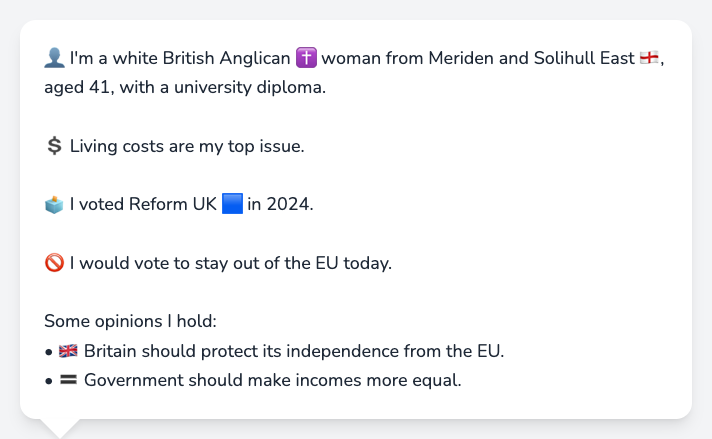 👤 I'm a white British Anglican ✝️ woman from Meriden and Solihull East 🏴󠁧󠁢󠁥󠁮󠁧󠁿,
aged 41, with a university diploma.
💲 Living costs are my top issue.
🗳️ I voted Reform UK 🟦 in 2024.
🚫 I would vote to stay out of the EU today.
Some opinions I hold:
• 🇬🇧 Britain should protect its independence from the EU.
• 🟰 Government should make incomes more equal.